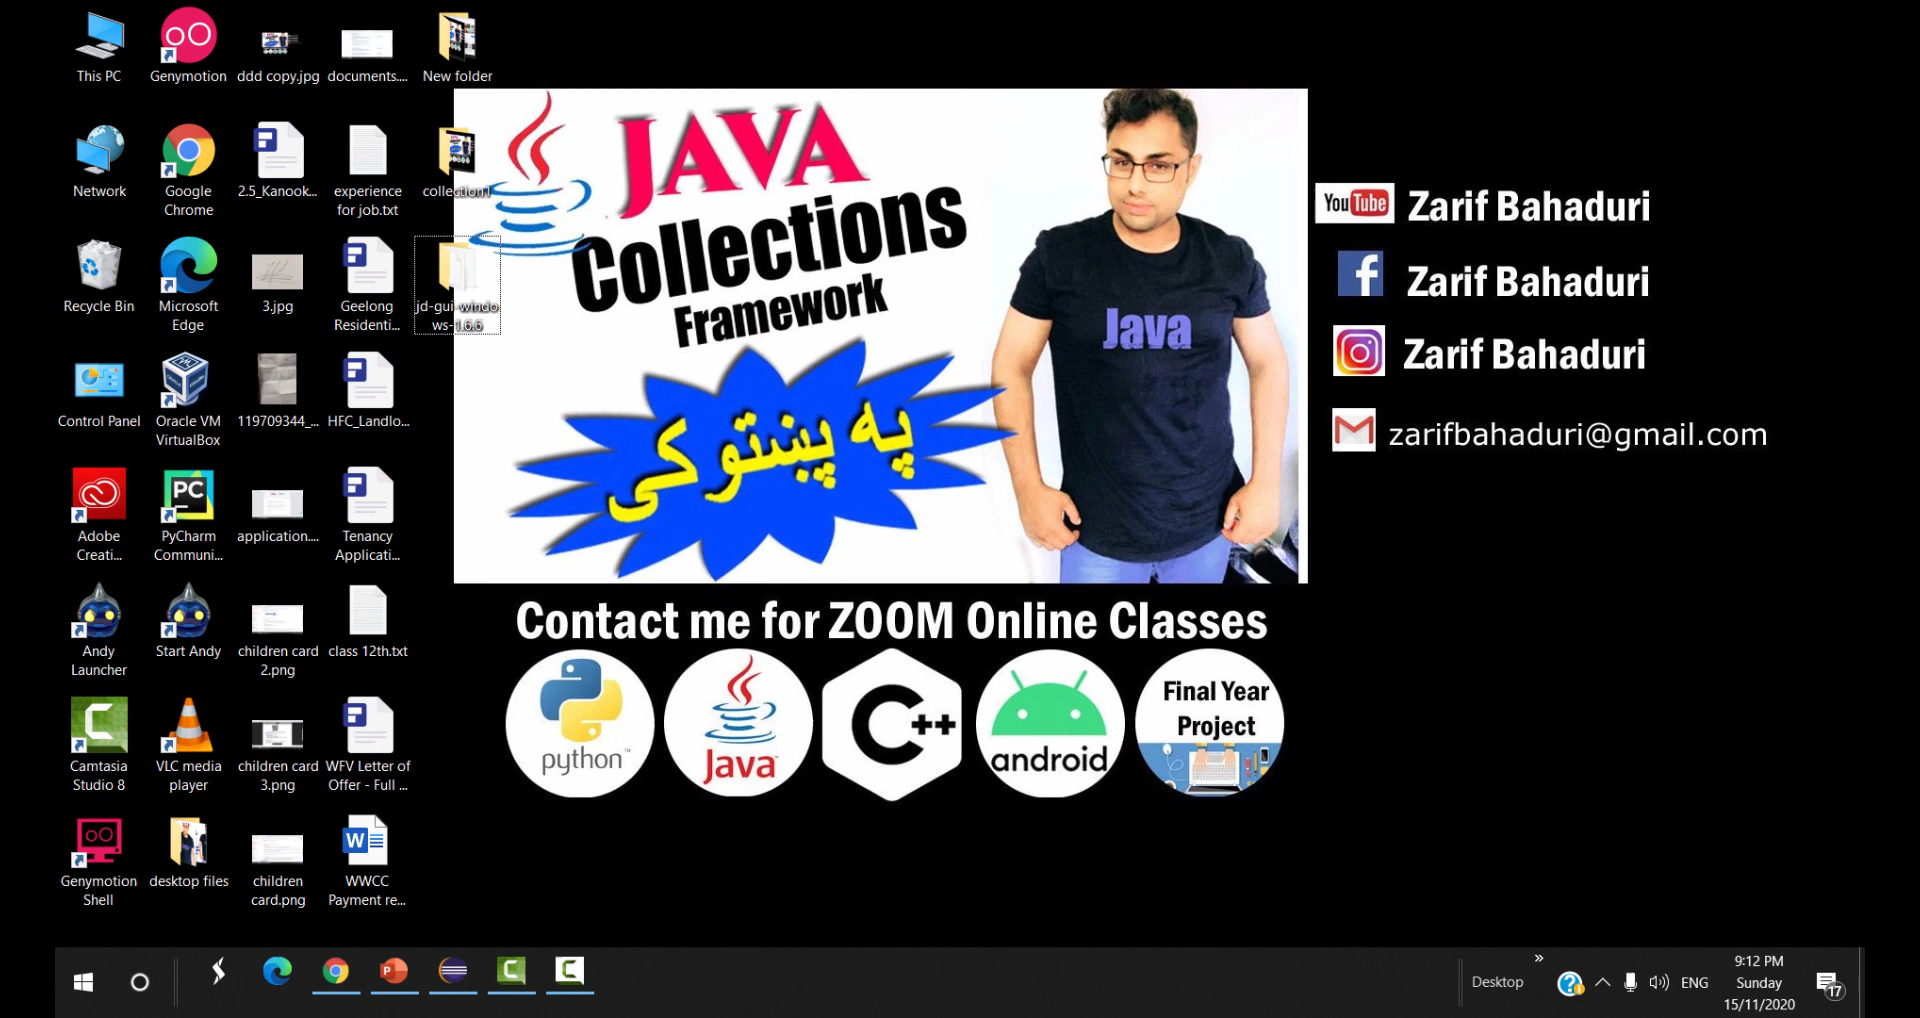 This PC
Genymotion
ddd copy.jpg
documents....
New folder
Network
Google
Chrome
2.5_Kanook...
experience
for job.txt
collection1
Recycle Bin
Microsoft
Edge
3.jpg
Geelong
Residenti...
jd-gui-windo
ws-1.6.6
Control Panel
Oracle VM
VirtualBox
119709344_...
HFC_Landlo...
Adobe
Creati...
PyCharm
Communi...
application....
Tenancy
Applicati...
Andy
Launcher
Start Andy
children card
2.png
class 12th.txt
Camtasia
Studio 8
VLC media
player
children card
3.png
WFV Letter of
Offer - Full ...
Genymotion
Shell
desktop files
children
card.png
WWCC
Payment re...
JAVA
Collections
Framework
په پښتو کی
Java
YouTube
Zarif Bahaduri
Zarif Bahaduri
Zarif Bahaduri
zarifbahaduri@gmail.com
Contact me for ZOOM Online Classes
python
Java
C++
android
Final Year
Project
Desktop
ENG
9:12 PM
Sunday
15/11/2020
17